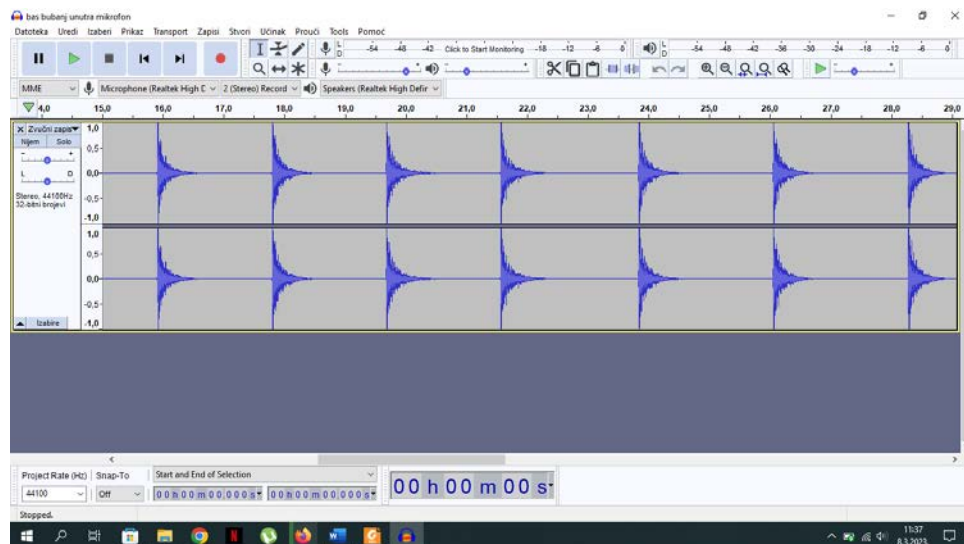 bas bubanj unutra mikrofon
Datoteka Uredi Izaberi Prikaz Transport Zapisi Stvori Učinak Prouči Tools Pomoć
-54 -48 -42 Click to Start Monitoring -18 -12 -6 0
-54 -48 -42 -36 -30 -24 -18 -12 -6 0
MME Microphone (Realtek High D 2 (Stereo) Record Speakers (Realtek High Defir
4,0 15,0 16,0 17,0 18,0 19,0 20,0 21,0 22,0 23,0 24,0 25,0 26,0 27,0 28,0 29,0
Zvučni zapis
Nijem Solo
- +
L D
Stereo, 44100Hz
32-bitni brojevi
Izabire
1,0
0,5
0,0
-0,5
-1,0
1,0
0,5
0,0
-0,5
-1,0
Project Rate (Hz) Snap-To Start and End of Selection
44100 Off 00 h 00 m 00,000 s 00 h 00 m 00,000 s
00 h 00 m 00 s
Stopped.
11:37
8.3.2023.